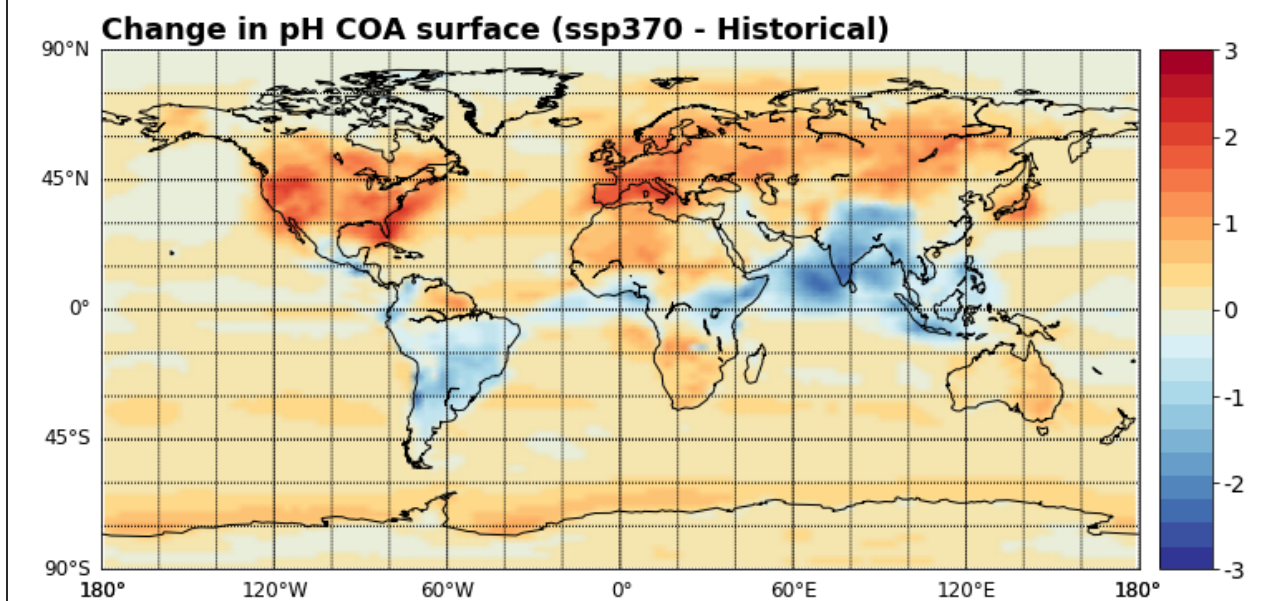 Change in pH COA surface (ssp370 - Historical)
90°N
45°N
0°
45°S
90°S
180°
120°W
60°W
0°
60°E
120°E
180°
3
2
1
0
-1
-2
-3